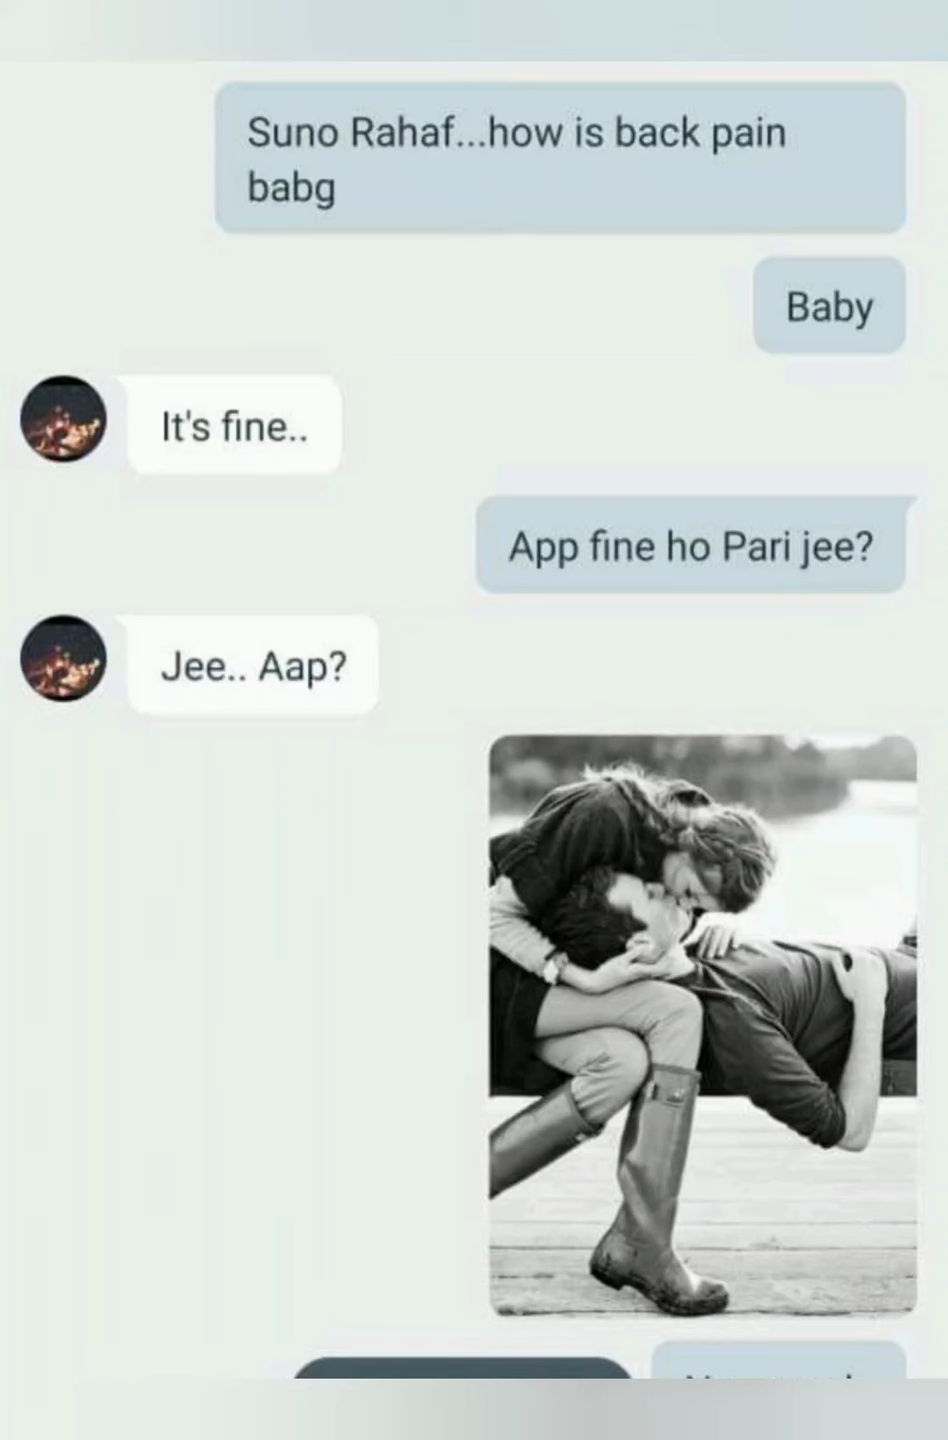 Suno Rahaf...how is back pain
babg
Baby
It's fine..
App fine ho Pari jee?
Jee.. Aap?